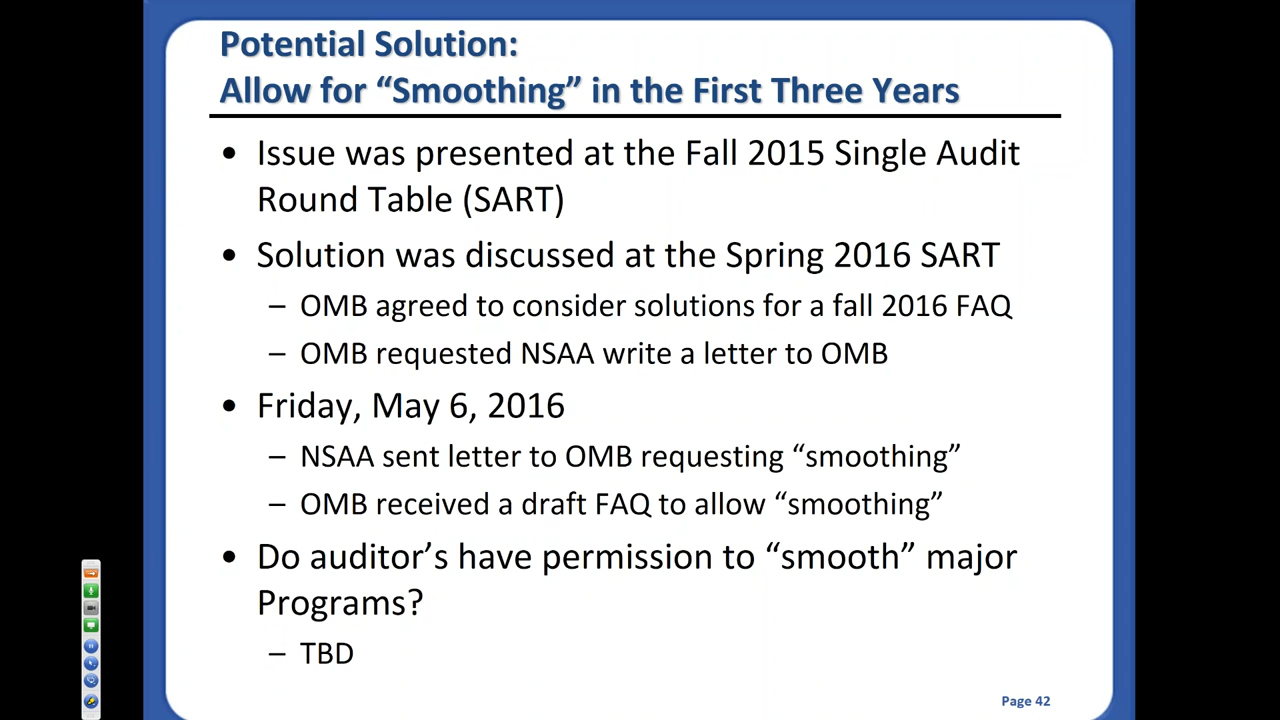 Potential Solution:
Allow for “Smoothing” in the First Three Years
• Issue was presented at the Fall 2015 Single Audit
Round Table (SART)
• Solution was discussed at the Spring 2016 SART
– OMB agreed to consider solutions for a fall 2016 FAQ
– OMB requested NSAA write a letter to OMB
• Friday, May 6, 2016
– NSAA sent letter to OMB requesting “smoothing”
– OMB received a draft FAQ to allow “smoothing”
• Do auditor’s have permission to “smooth” major
Programs?
– TBD
Page 42